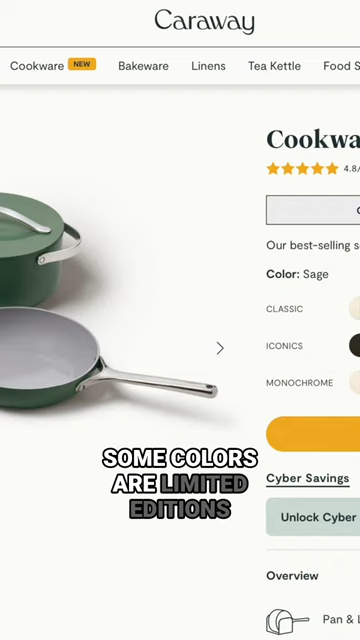 Caraway
Cookware NEW Bakeware Linens Tea Kettle Food S
Cookwa
4.8/
Our best-selling s
Color: Sage
CLASSIC
ICONICS
MONOCHROME
SOME COLORS
ARE LIMITED
EDITIONS
Cyber Savings
Unlock Cyber
Overview
Pan & L